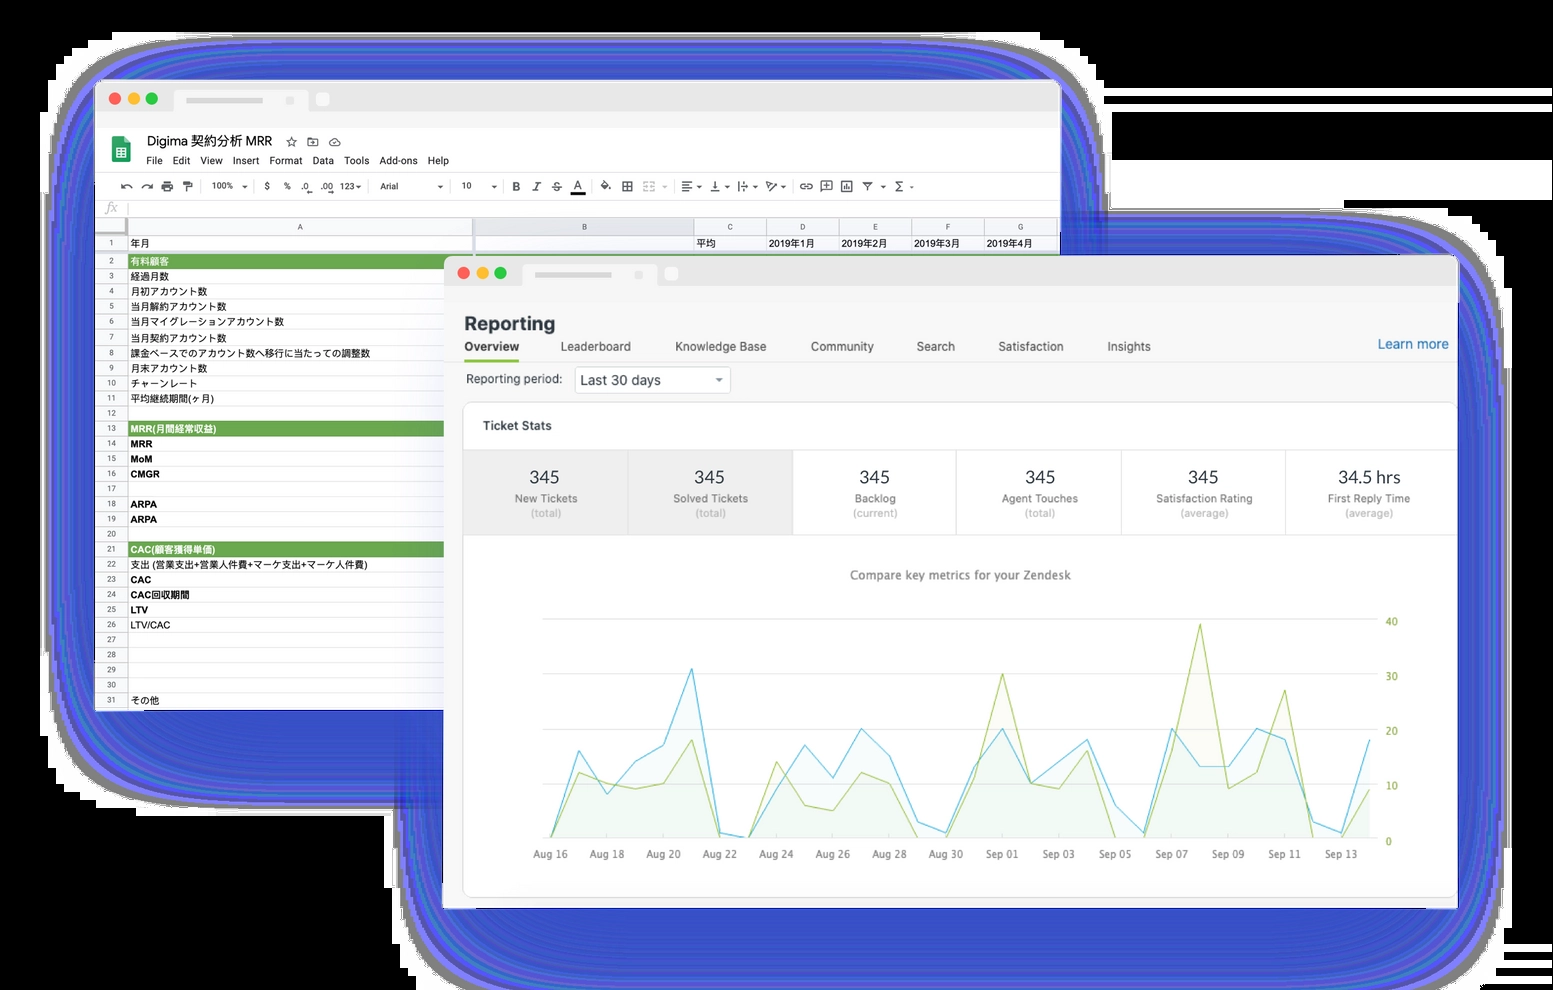 Digima 契約分析 MRR
File Edit View Insert Format Data Tools Add-ons Help
100% $ % .0 .00 123 Arial 10 B I S A
fx
A B C D E F G
1 年月 平均 2019年1月 2019年2月 2019年3月 2019年4月
2 有料顧客
3 経過月数
4 月初アカウント数
5 当月解約アカウント数
6 当月マイグレーションアカウント数
7 当月契約アカウント数
8 課金ベースでのアカウント数へ移行に当たっての調整数
9 月末アカウント数
10 チャーンレート
11 平均継続期間(ヶ月)
12
13 MRR(月間経常収益)
14 MRR
15 MoM
16 CMGR
17
18 ARPA
19 ARPA
20
21 CAC(顧客獲得単価)
22 支出 (営業支出+営業人件費+マーケ支出+マーケ人件費)
23 CAC
24 CAC回収期間
25 LTV
26 LTV/CAC
27
28
29
30
31 その他
Reporting
Overview Leaderboard Knowledge Base Community Search Satisfaction Insights Learn more
Reporting period: Last 30 days
Ticket Stats
345 345 345 345 345 34.5 hrs
New Tickets Solved Tickets Backlog Agent Touches Satisfaction Rating First Reply Time
(total) (total) (current) (total) (average) (average)
Compare key metrics for your Zendesk
40
30
20
10
0
Aug 16 Aug 18 Aug 20 Aug 22 Aug 24 Aug 26 Aug 28 Aug 30 Sep 01 Sep 03 Sep 05 Sep 07 Sep 09 Sep 11 Sep 13